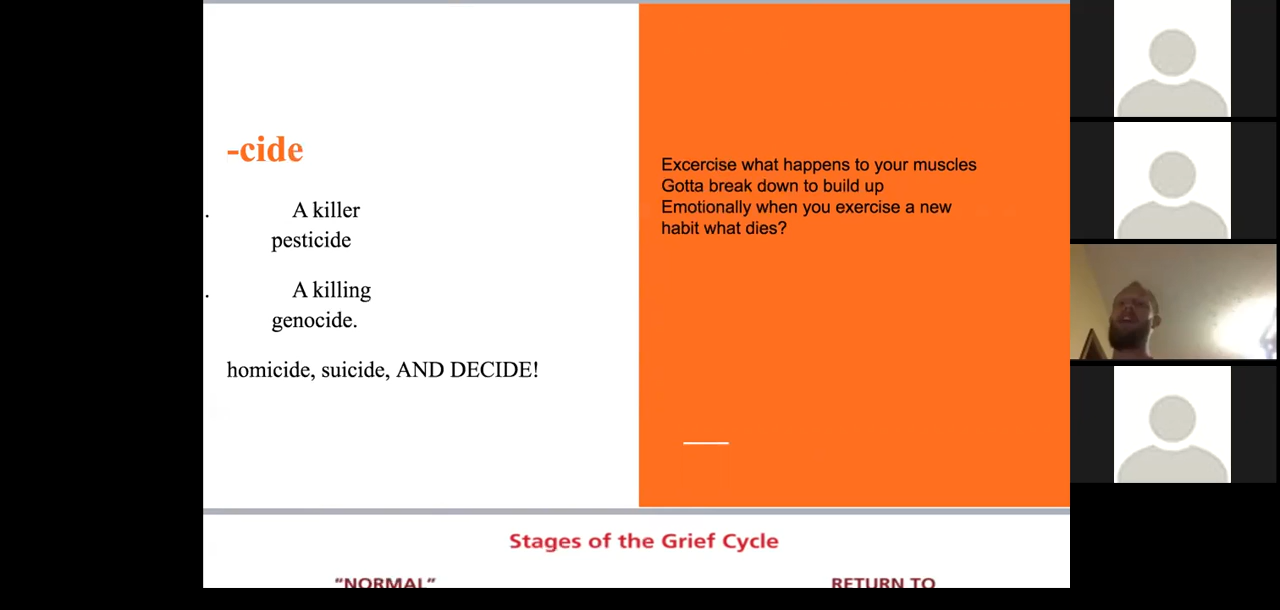 -cide
. A killer
pesticide
. A killing
genocide.
homicide, suicide, AND DECIDE!
Excercise what happens to your muscles
Gotta break down to build up
Emotionally when you exercise a new
habit what dies?
Stages of the Grief Cycle
"NORMAL"
RETURN TO